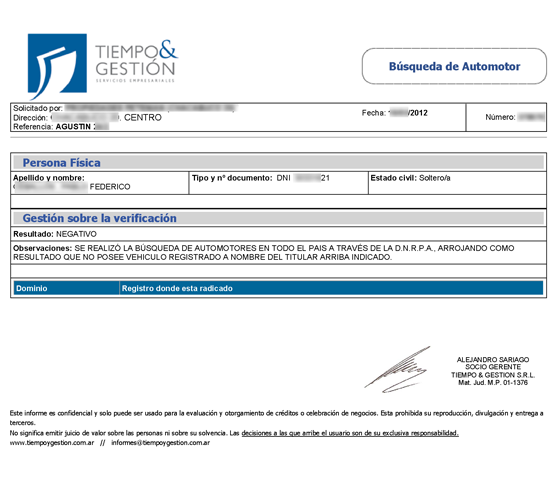 TIEMPO&
GESTIÓN
SERVICIOS EMPRESARIALES
Búsqueda de Automotor
Solicitado por:
Dirección: CENTRO
Referencia: AGUSTIN
Fecha: /2012
Número:
Persona Física
Apellido y nombre:
FEDERICO
Tipo y nº documento: DNI 21
Estado civil: Soltero/a
Gestión sobre la verificación
Resultado: NEGATIVO
Observaciones: SE REALIZÓ LA BÚSQUEDA DE AUTOMOTORES EN TODO EL PAIS A TRAVÉS DE LA D.N.R.P.A., ARROJANDO COMO
RESULTADO QUE NO POSEE VEHICULO REGISTRADO A NOMBRE DEL TITULAR ARRIBA INDICADO.
Dominio Registro donde esta radicado
ALEJANDRO SARIAGO
SOCIO GERENTE
TIEMPO & GESTION S.R.L.
Mat. Jud. M.P. 01-1376
Este informe es confidencial y solo puede ser usado para la evaluación y otorgamiento de créditos o celebración de negocios. Esta prohibida su reproducción, divulgación y entrega a
terceros.
No significa emitir juicio de valor sobre las personas ni sobre su solvencia. Las decisiones a las que arribe el usuario son de su exclusiva responsabilidad.
www.tiempoygestion.com.ar // informes@tiempoygestion.com.ar